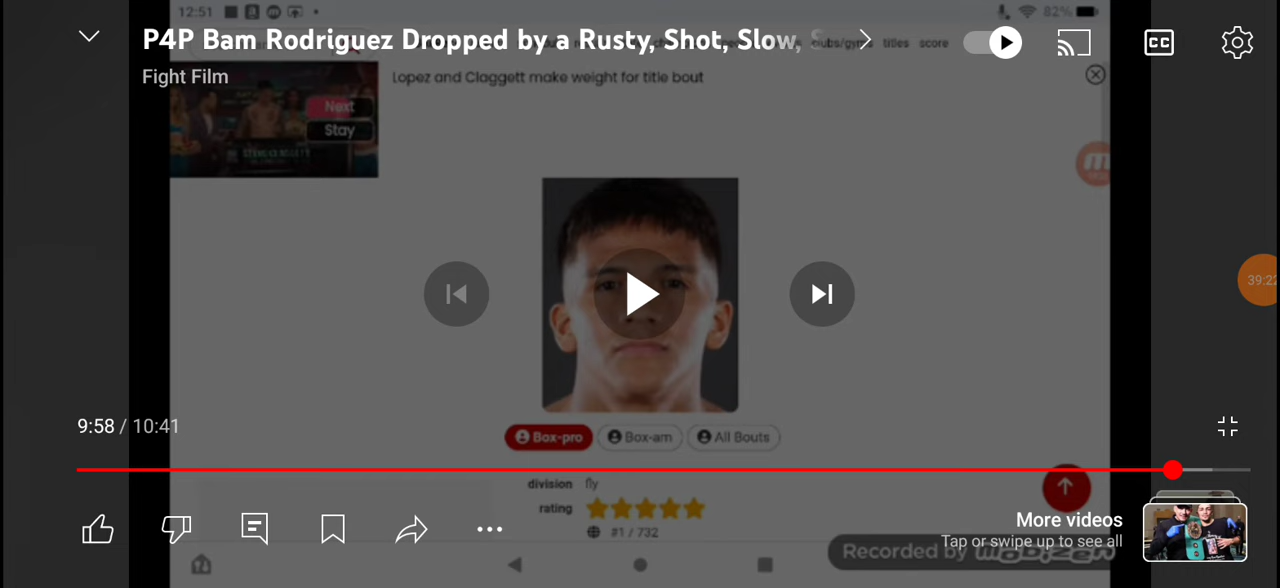 12:51
82%
P4P Bam Rodriguez Dropped by a Rusty, Shot, Slow,
titles score
Fight Film
Lopez and Claggett make weight for title bout
Next
Stay
39:22
9:58 / 10:41
Box-pro
Box-am
All Bouts
division fly
rating
#1 / 732
More videos
Tap or swipe up to see all
Recorded by mobizen